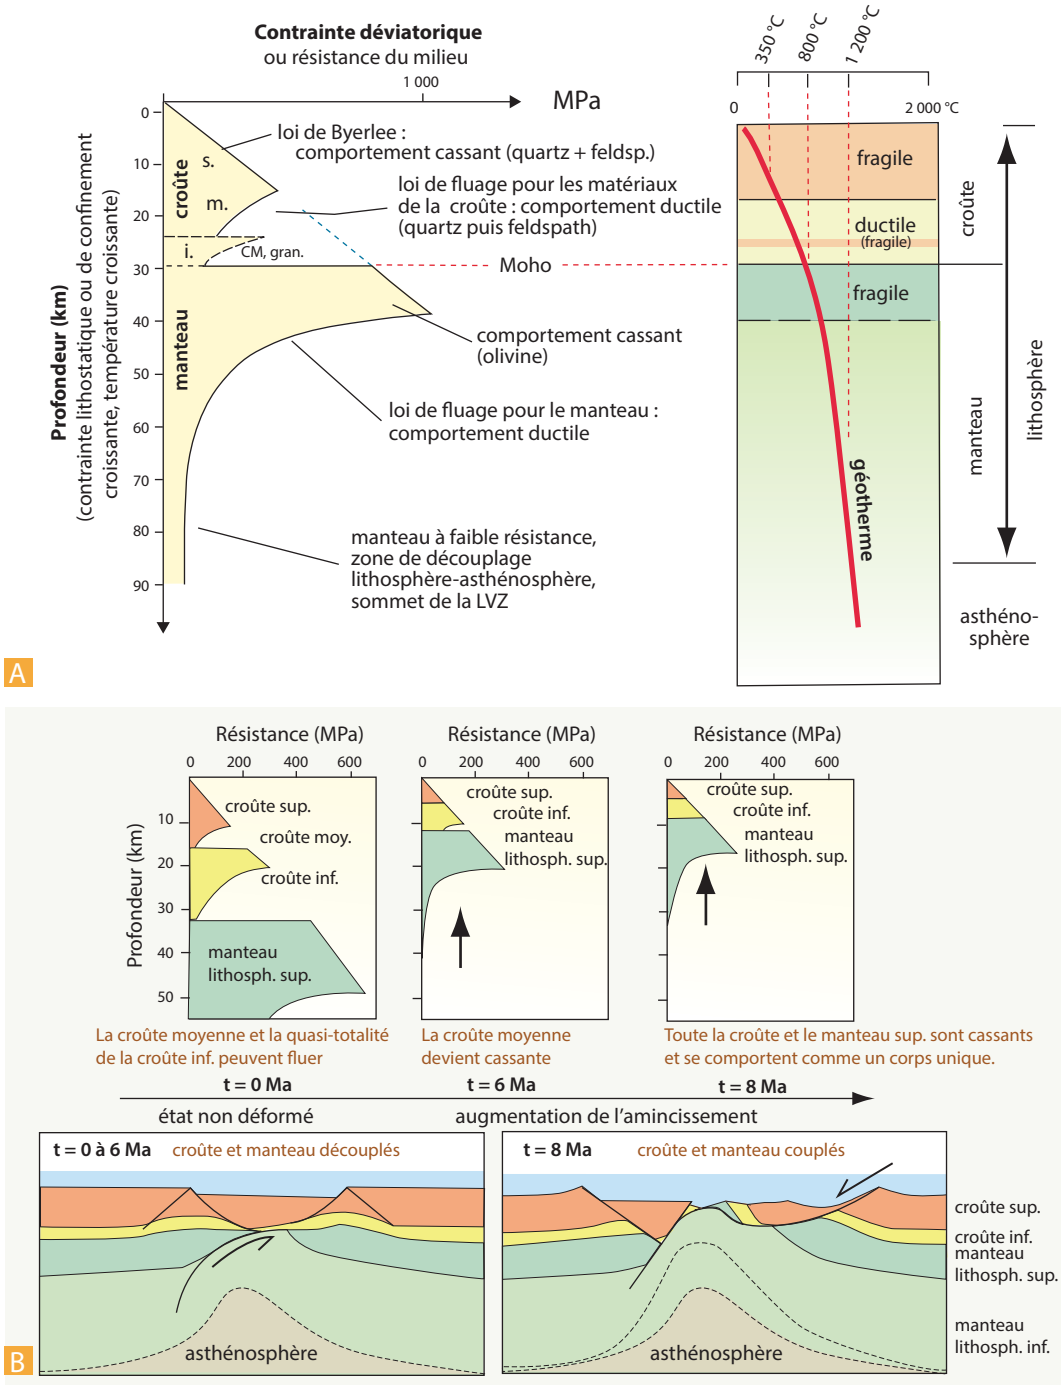 Contrainte déviatorique
ou résistance du milieu
1 000
MPa
0
10
20
30
40
50
60
70
80
90
Profondeur (km)
(contrainte lithostatique ou de confinement
croissante, température croissante)
croûte
s.
m.
i.
manteau
loi de Byerlee :
comportement cassant (quartz + feldsp.)
loi de fluage pour les matériaux
de la croûte : comportement ductile
(quartz puis feldspath)
CM, gran.
Moho
comportement cassant
(olivine)
loi de fluage pour le manteau :
comportement ductile
manteau à faible résistance,
zone de découplage
lithosphère-asthénosphère,
sommet de la LVZ
350 °C
800 °C
1 200 °C
0
2 000 °C
fragile
ductile
(fragile)
fragile
géotherme
croûte
manteau
lithosphère
asthéno-
sphère
A
Résistance (MPa)
0 200 400 600
Profondeur (km)
10
20
30
40
50
croûte sup.
croûte moy.
croûte inf.
manteau
lithosph. sup.
La croûte moyenne et la quasi-totalité
de la croûte inf. peuvent fluer
Résistance (MPa)
0 200 400 600
croûte sup.
croûte inf.
manteau
lithosph. sup.
La croûte moyenne
devient cassante
Résistance (MPa)
0 200 400 600
croûte sup.
croûte inf.
manteau
lithosph. sup.
Toute la croûte et le manteau sup. sont cassants
et se comportent comme un corps unique.
t = 0 Ma
t = 6 Ma
t = 8 Ma
état non déformé
augmentation de l'amincissement
t = 0 à 6 Ma croûte et manteau découplés
asthénosphère
t = 8 Ma croûte et manteau couplés
asthénosphère
croûte sup.
croûte inf.
manteau
lithosph. sup.
manteau
lithosph. inf.
B